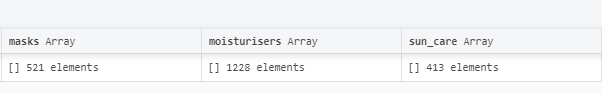 masks Array moisturisers Array sun_care Array
[] 521 elements [] 1228 elements [] 413 elements